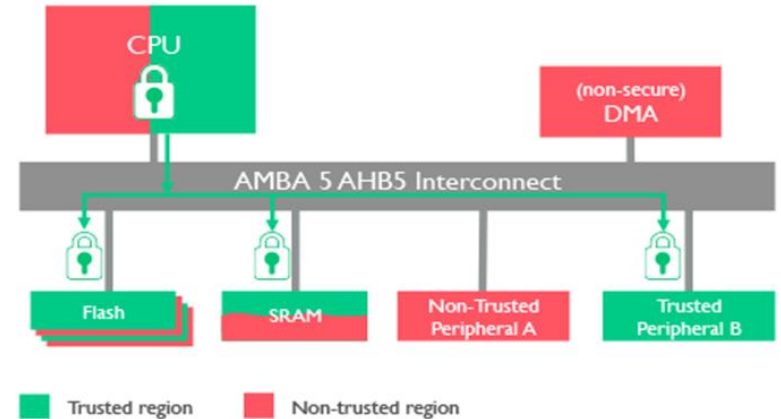 CPU
(non-secure)
DMA
AMBA 5 AHB5 Interconnect
Flash
SRAM
Non-Trusted
Peripheral A
Trusted
Peripheral B
Trusted region
Non-trusted region